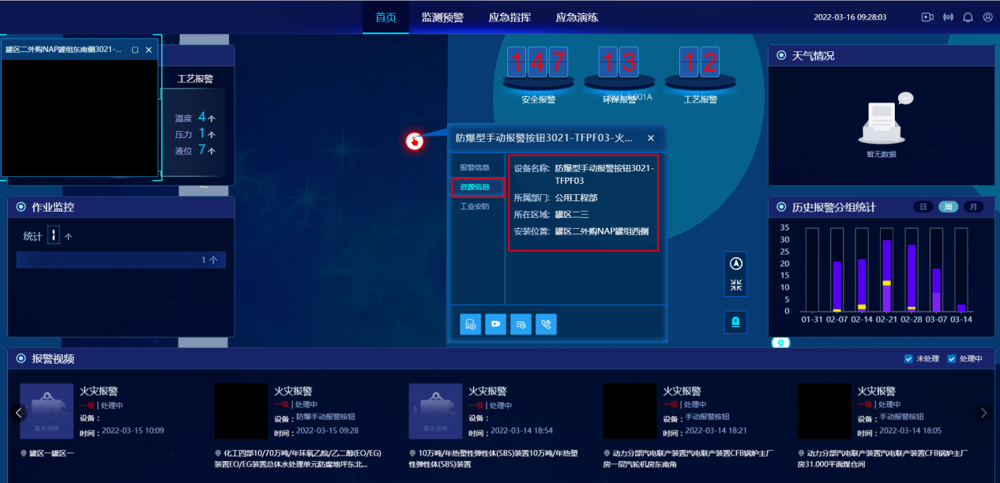 首页 监测预警 应急指挥 应急演练 2022-03-16 09:28:03
罐区二外购NAP罐组东南侧3021-...
工艺报警
温度 4个
压力 1个
液位 7个
147 13 12
安全报警 环保报警 工艺报警
天气情况
暂无数据
防爆型手动报警按钮3021-TFPF03-火...
报警信息
资源信息
工业安防
设备名称: 防爆型手动报警按钮3021-
TFPF03
所属部门: 公用工程部
所在区域: 罐区二三
安装位置: 罐区二外购NAP罐组西侧
作业监控
统计 1 个
1 个
历史报警分组统计 日 周 月
35
30
25
20
15
10
5
0
01-31 02-07 02-14 02-21 02-28 03-07 03-14
报警视频 未处理 处理中
火灾报警
一级 | 处理中
设备：
时间：2022-03-15 10:09
暂无视频
罐区一罐区一
火灾报警
一级 | 处理中
设备：防爆手动报警按钮
时间：2022-03-15 09:28
化工四部10/70万吨/年环氧乙烷/乙二醇(EO/EG)
装置EO/EG装置总体水处理单元防腐地坪东北...
火灾报警
一级 | 处理中
设备：
时间：2022-03-14 18:54
暂无视频
10万吨/年热塑性弹性体(SBS)装置10万吨/年热塑
性弹性体(SBS)装置
火灾报警
一级 | 处理中
设备：手动报警按钮
时间：2022-03-14 18:21
动力分部汽电联产装置汽电联产装置CFB锅炉主厂
房一层汽轮机房东南角
火灾报警
一级 | 处理中
设备：手动报警按钮
时间：2022-03-14 18:05
动力分部汽电联产装置汽电联产装置CFB锅炉主厂
房31.000平面煤仓间